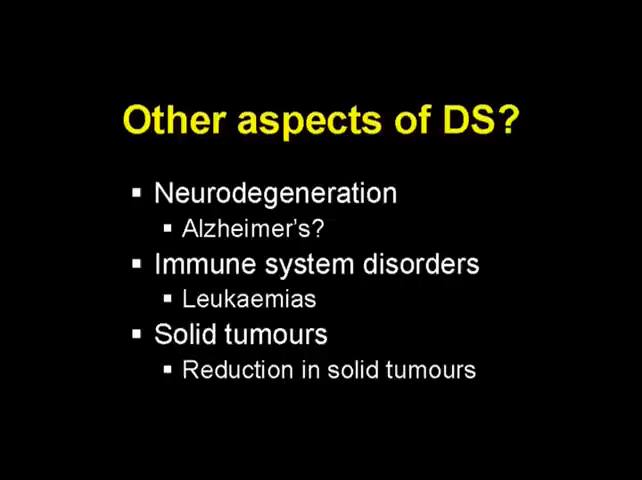 Other aspects of DS?
▪ Neurodegeneration
▪ Alzheimer's?
▪ Immune system disorders
▪ Leukaemias
▪ Solid tumours
▪ Reduction in solid tumours